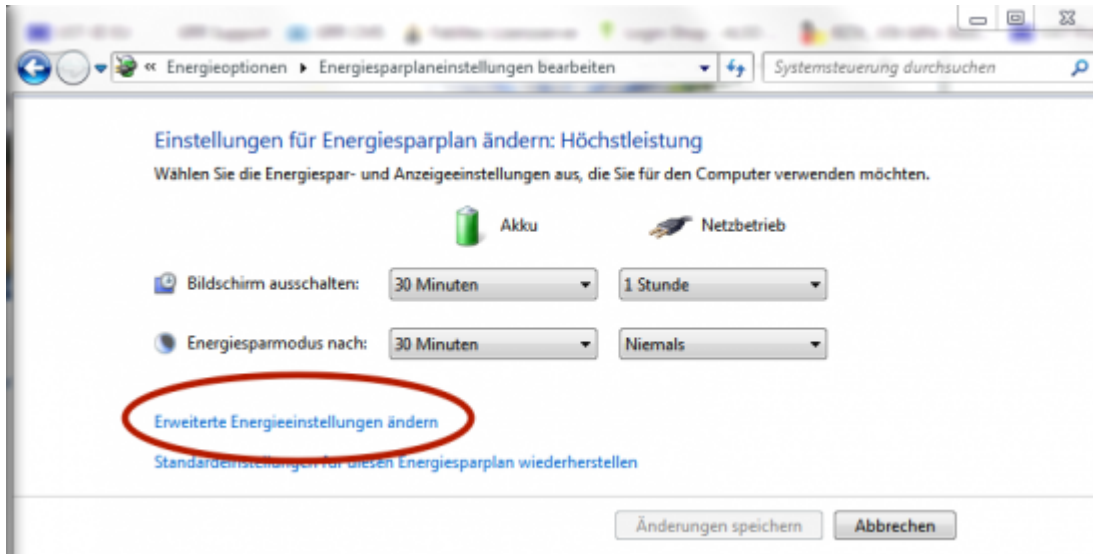 « Energieoptionen ▸ Energiesparplaneinstellungen bearbeiten Systemsteuerung durchsuchen
Einstellungen für Energiesparplan ändern: Höchstleistung
Wählen Sie die Energiespar- und Anzeigeeinstellungen aus, die Sie für den Computer verwenden möchten.
Akku Netzbetrieb
Bildschirm ausschalten: 30 Minuten 1 Stunde
Energiesparmodus nach: 30 Minuten Niemals
Erweiterte Energieeinstellungen ändern
Standardeinstellungen für diesen Energiesparplan wiederherstellen
Änderungen speichern Abbrechen